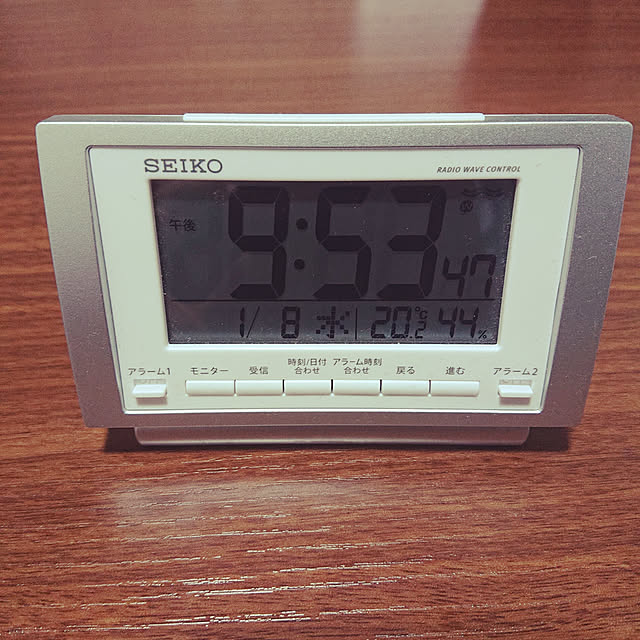 SEIKO
RADIO WAVE CONTROL
午後 9:53 47
1/8 水 20.2℃ 44%
アラーム1
モニター
受信
時刻/日付
合わせ
アラーム時刻
合わせ
戻る
進む
アラーム2